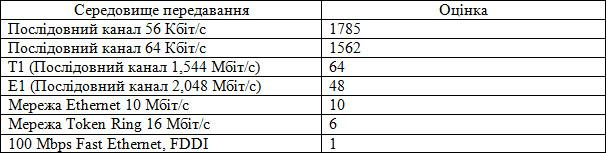 Середовище передавання Оцінка
Послідовний канал 56 Кбіт/с 1785
Послідовний канал 64 Кбіт/с 1562
T1 (Послідовний канал 1,544 Мбіт/с) 64
E1 (Послідовний канал 2,048 Мбіт/с) 48
Мережа Ethernet 10 Мбіт/с 10
Мережа Token Ring 16 Мбіт/с 6
100 Mbps Fast Ethernet, FDDI 1